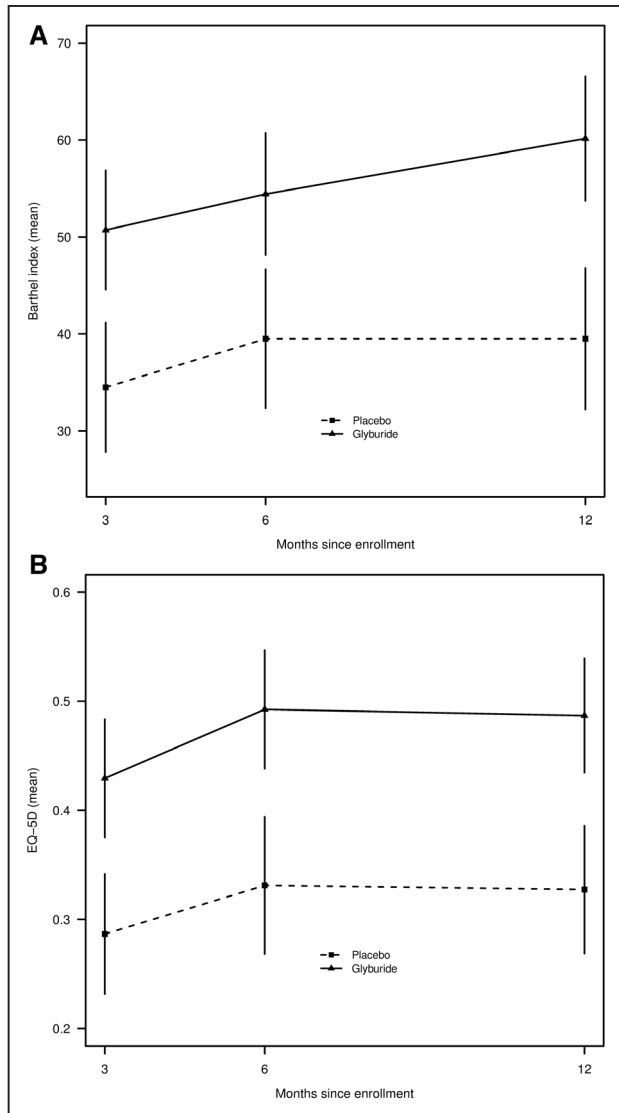 A
70
60
50
40
30
Barthel index (mean)
Placebo
Glyburide
3
6
12
Months since enrollment
B
0.6
0.5
0.4
0.3
0.2
EQ−5D (mean)
Placebo
Glyburide
3
6
12
Months since enrollment